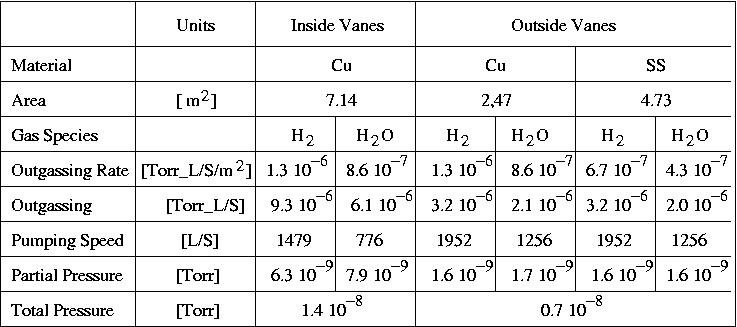 Units Inside Vanes Outside Vanes
Material Cu Cu SS
Area [ m2] 7.14 2,47 4.73
Gas Species H2 H2O H2 H2O H2 H2O
Outgassing Rate [Torr_L/S/m2] 1.3 10-6 8.6 10-7 1.3 10-6 8.6 10-7 6.7 10-7 4.3 10-7
Outgassing [Torr_L/S] 9.3 10-6 6.1 10-6 3.2 10-6 2.1 10-6 3.2 10-6 2.0 10-6
Pumping Speed [L/S] 1479 776 1952 1256 1952 1256
Partial Pressure [Torr] 6.3 10-9 7.9 10-9 1.6 10-9 1.7 10-9 1.6 10-9 1.6 10-9
Total Pressure [Torr] 1.4 10-8 0.7 10-8